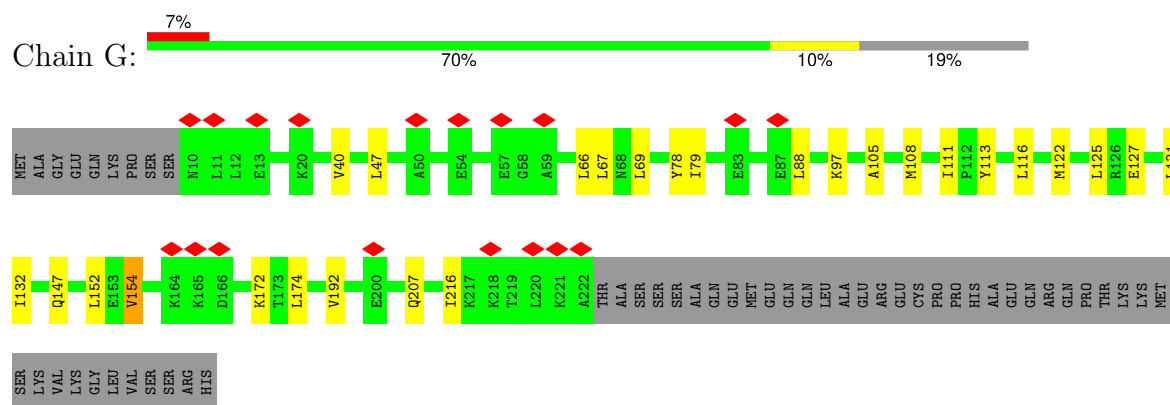 7%
Chain G:
70% 10% 19%
MET ALA GLY GLU GLN LYS PRO SER SER N10 L11 L12 E13 K20 V40 L47 A50 E54 E57 G58 A59 L66 L67 N68 L69 Y78 I79 E83 E87 L88 K97 A105 M108 I111 P112 Y113 L116 M122 L125 R126 E127 L131
I132 Q147 L152 E153 V154 K164 K165 D166 K172 T173 L174 V192 E200 Q207 I216 K217 K218 T219 L220 K221 A222 THR ALA SER SER SER ALA GLN GLU MET GLU GLN GLN LEU ALA GLU ARG GLU CYS PRO PRO HIS ALA GLU GLN ARG GLN PRO THR LYS LYS MET
SER LYS VAL LYS GLY LEU VAL SER SER ARG HIS